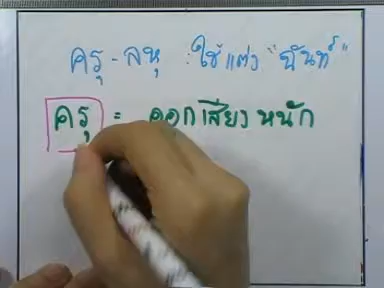 ครุ - ลหุ : ใช้แต่ง "ฉันท์"
ครุ = ออกเสียงหนัก